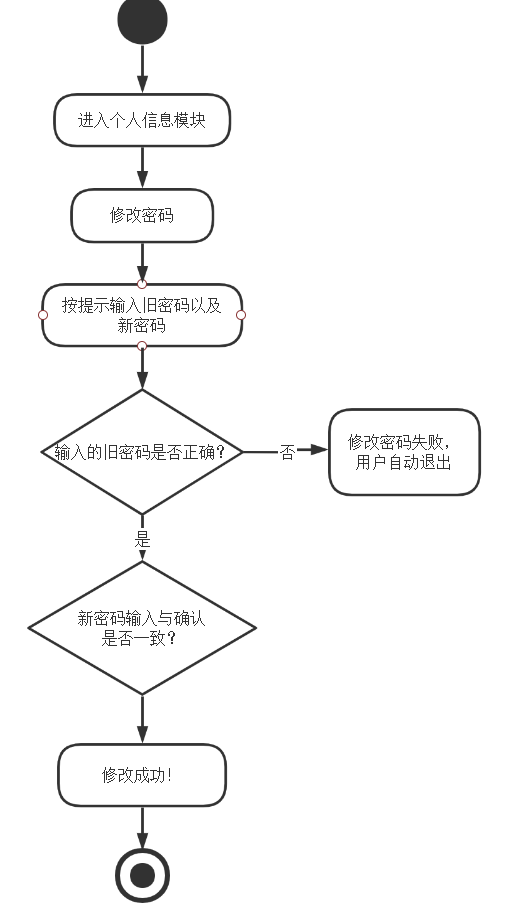 进入个人信息模块
修改密码
按提示输入旧密码以及
新密码
输入的旧密码是否正确？
否
修改密码失败，
用户自动退出
是
新密码输入与确认
是否一致？
修改成功！